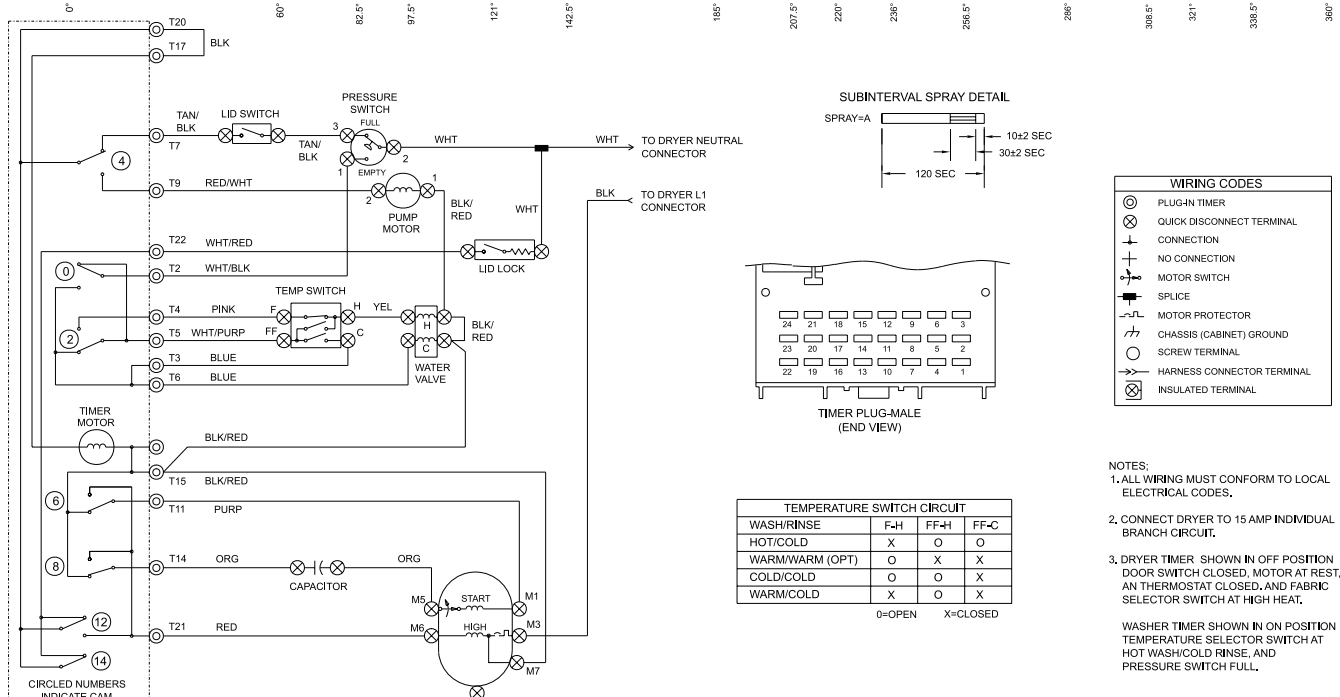 0° 60° 82.5° 97.5° 121° 142.5° 185° 207.5° 220° 236° 256.5° 286° 308.5° 321° 338.5° 360°
T20
T17
BLK
TAN/
BLK
T7
LID SWITCH
TAN/
BLK
PRESSURE
SWITCH
FULL
3
2
1
EMPTY
WHT
WHT
TO DRYER NEUTRAL
CONNECTOR
4
T9
RED/WHT
2
1
PUMP
MOTOR
BLK/
RED
WHT
BLK
TO DRYER L1
CONNECTOR
T22
WHT/RED
LID LOCK
0
T2
WHT/BLK
TEMP SWITCH
T4
PINK
F
H
YEL
H
BLK/
RED
2
T5
WHT/PURP
FF
C
C
WATER
VALVE
T3
BLUE
T6
BLUE
TIMER
MOTOR
BLK/RED
T15
BLK/RED
6
T11
PURP
8
T14
ORG
ORG
CAPACITOR
M5
START
M1
12
T21
RED
M6
HIGH
M3
M7
14
CIRCLED NUMBERS
INDICATE CAM
SUBINTERVAL SPRAY DETAIL
SPRAY=A
10±2 SEC
30±2 SEC
120 SEC
24 21 18 15 12 9 6 3
23 20 17 14 11 8 5 2
22 19 16 13 10 7 4 1
TIMER PLUG-MALE
(END VIEW)
TEMPERATURE SWITCH CIRCUIT
WASH/RINSE F-H FF-H FF-C
HOT/COLD X O O
WARM/WARM (OPT) O X X
COLD/COLD O O X
WARM/COLD X O X
0=OPEN X=CLOSED
WIRING CODES
PLUG-IN TIMER
QUICK DISCONNECT TERMINAL
CONNECTION
NO CONNECTION
MOTOR SWITCH
SPLICE
MOTOR PROTECTOR
CHASSIS (CABINET) GROUND
SCREW TERMINAL
HARNESS CONNECTOR TERMINAL
INSULATED TERMINAL
NOTES;
1. ALL WIRING MUST CONFORM TO LOCAL
ELECTRICAL CODES.
2. CONNECT DRYER TO 15 AMP INDIVIDUAL
BRANCH CIRCUIT.
3. DRYER TIMER SHOWN IN OFF POSITION
DOOR SWITCH CLOSED, MOTOR AT REST,
AN THERMOSTAT CLOSED. AND FABRIC
SELECTOR SWITCH AT HIGH HEAT.
WASHER TIMER SHOWN IN ON POSITION
TEMPERATURE SELECTOR SWITCH AT
HOT WASH/COLD RINSE, AND
PRESSURE SWITCH FULL.